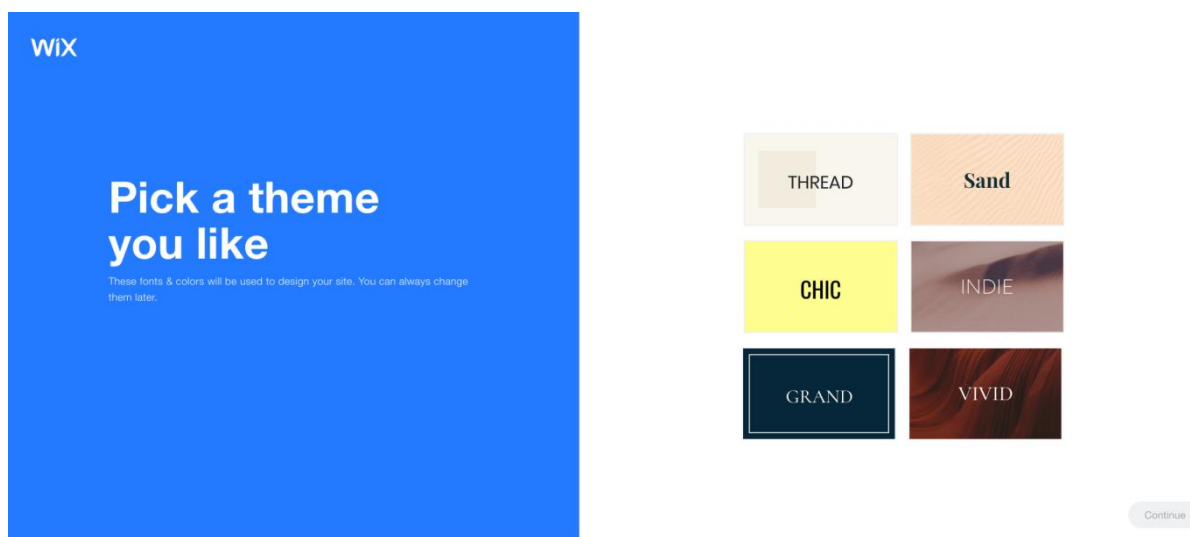 WiX
Pick a theme
you like
These fonts & colors will be used to design your site. You can always change
them later.
THREAD
Sand
CHIC
INDIE
GRAND
VIVID
Continue